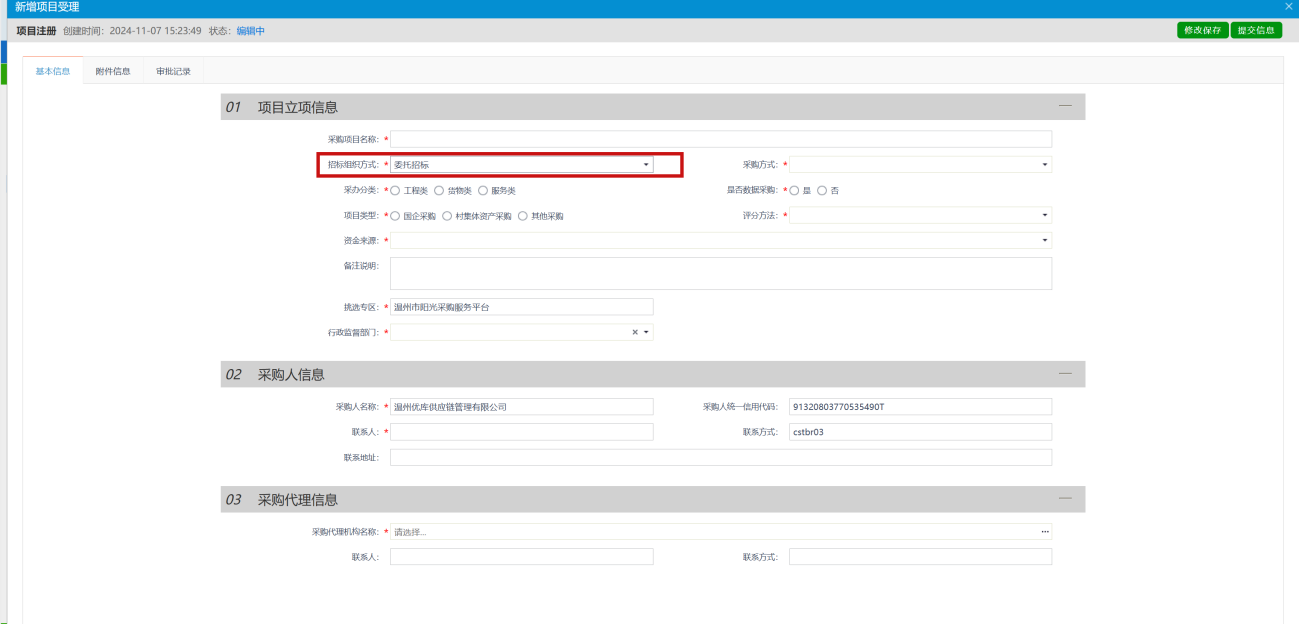 新增项目受理 ×
项目注册 创建时间: 2024-11-07 15:23:49 状态: 编辑中 修改保存 提交信息
基本信息 附件信息 审批记录
01 项目立项信息 —
采购项目名称: *
招标组织方式: * 委托招标 采购方式: *
采办分类: * 工程类 货物类 服务类 是否数据采购: * 是 否
项目类型: * 国企采购 村集体资产采购 其他采购 评分方法: *
资金来源: *
备注说明:
挑选专区: * 温州市阳光采购服务平台
行政监督部门: * ×
02 采购人信息 —
采购人名称: * 温州优库供应链管理有限公司 采购人统一信用代码: 91320803770535490T
联系人: * 联系方式: cstbr03
联系地址:
03 采购代理信息 —
采购代理机构名称: * 请选择... ...
联系人: 联系方式: